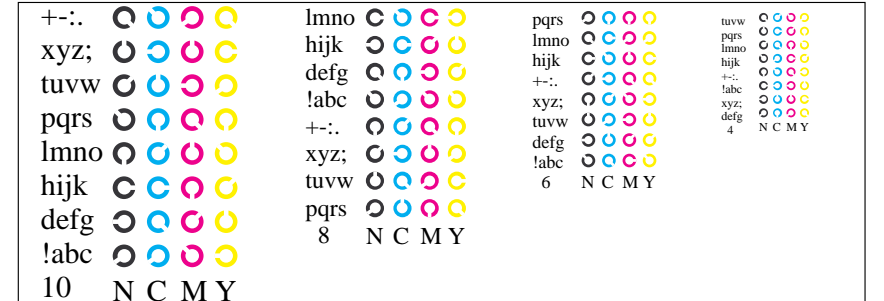 +-:.
xyz;
tuvw
pqrs
lmno
hijk
defg
!abc
10 N C M Y
lmno
hijk
defg
!abc
+-:.
xyz;
tuvw
pqrs
8 N C M Y
pqrs
lmno
hijk
+-:.
xyz;
tuvw
defg
!abc
6 N C M Y
tuvw
pqrs
lmno
hijk
+-:.
!abc
xyz;
defg
4 N C M Y